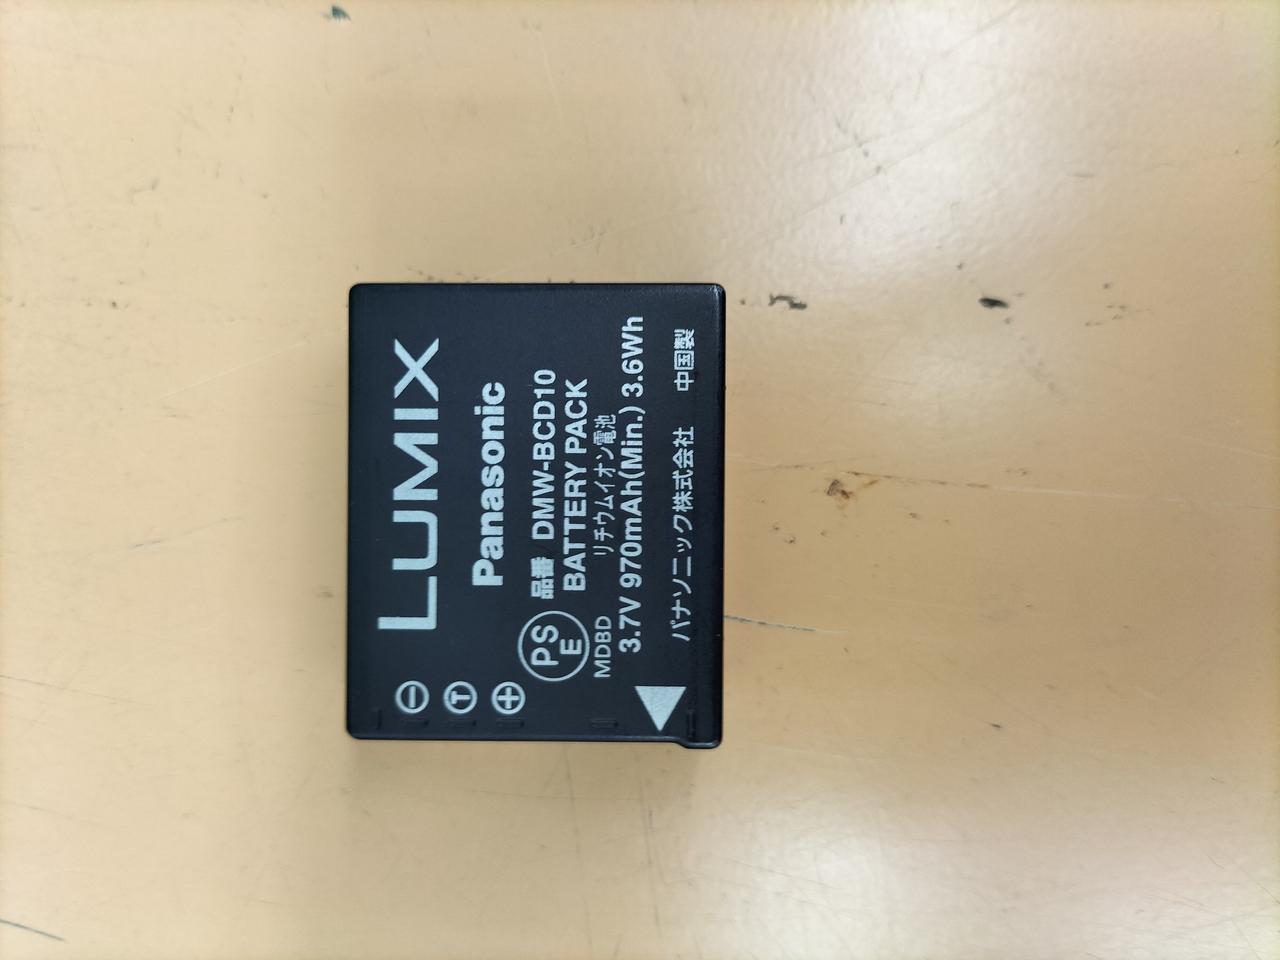 LUMIX
Panasonic
品番 / DMW-BCD10
BATTERY PACK
リチウムイオン電池
3.7V 970mAh(Min.) 3.6Wh
パナソニック株式会社 中国製
PS
E
MDBD
T